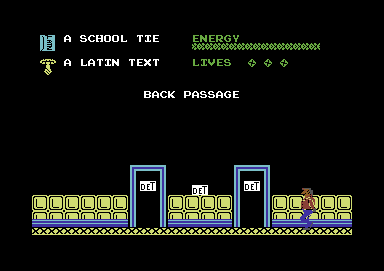 A SCHOOL TIE ENERGY
A LATIN TEXT LIVES
BACK PASSAGE
DET DET DET